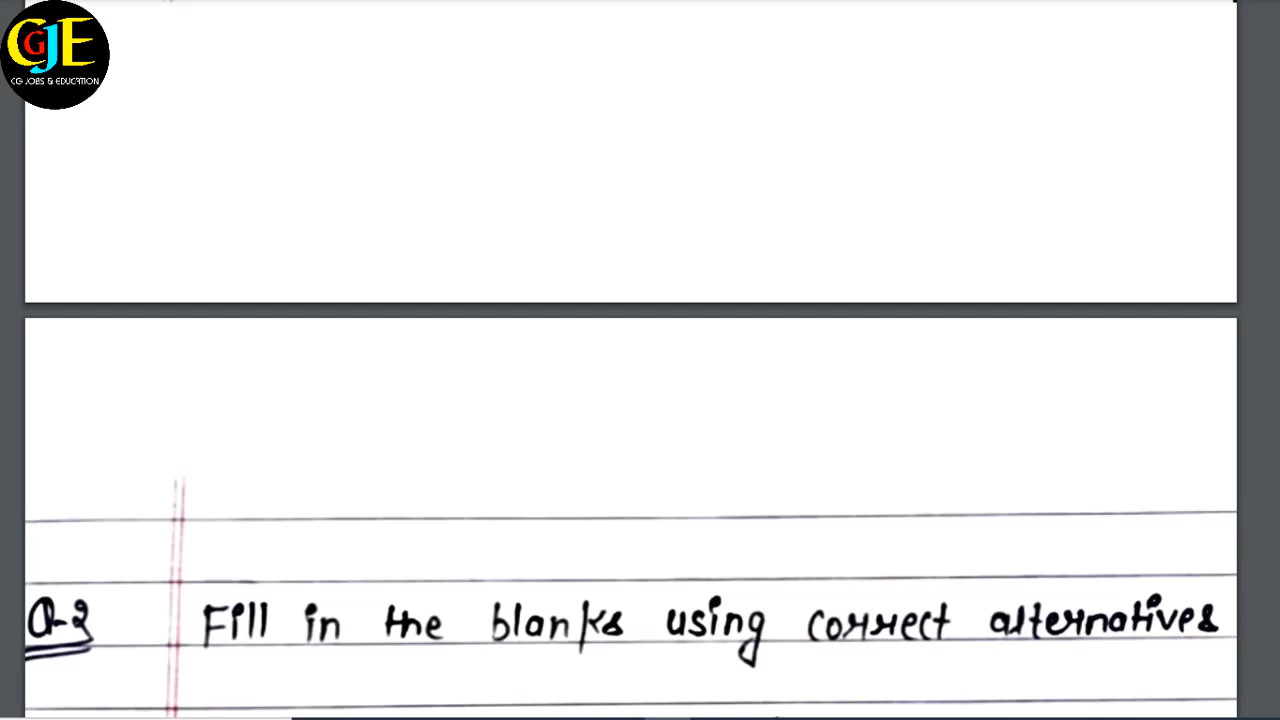 CGJE
CG JOBS & EDUCATION
Q-2 Fill in the blanks using correct alternatives